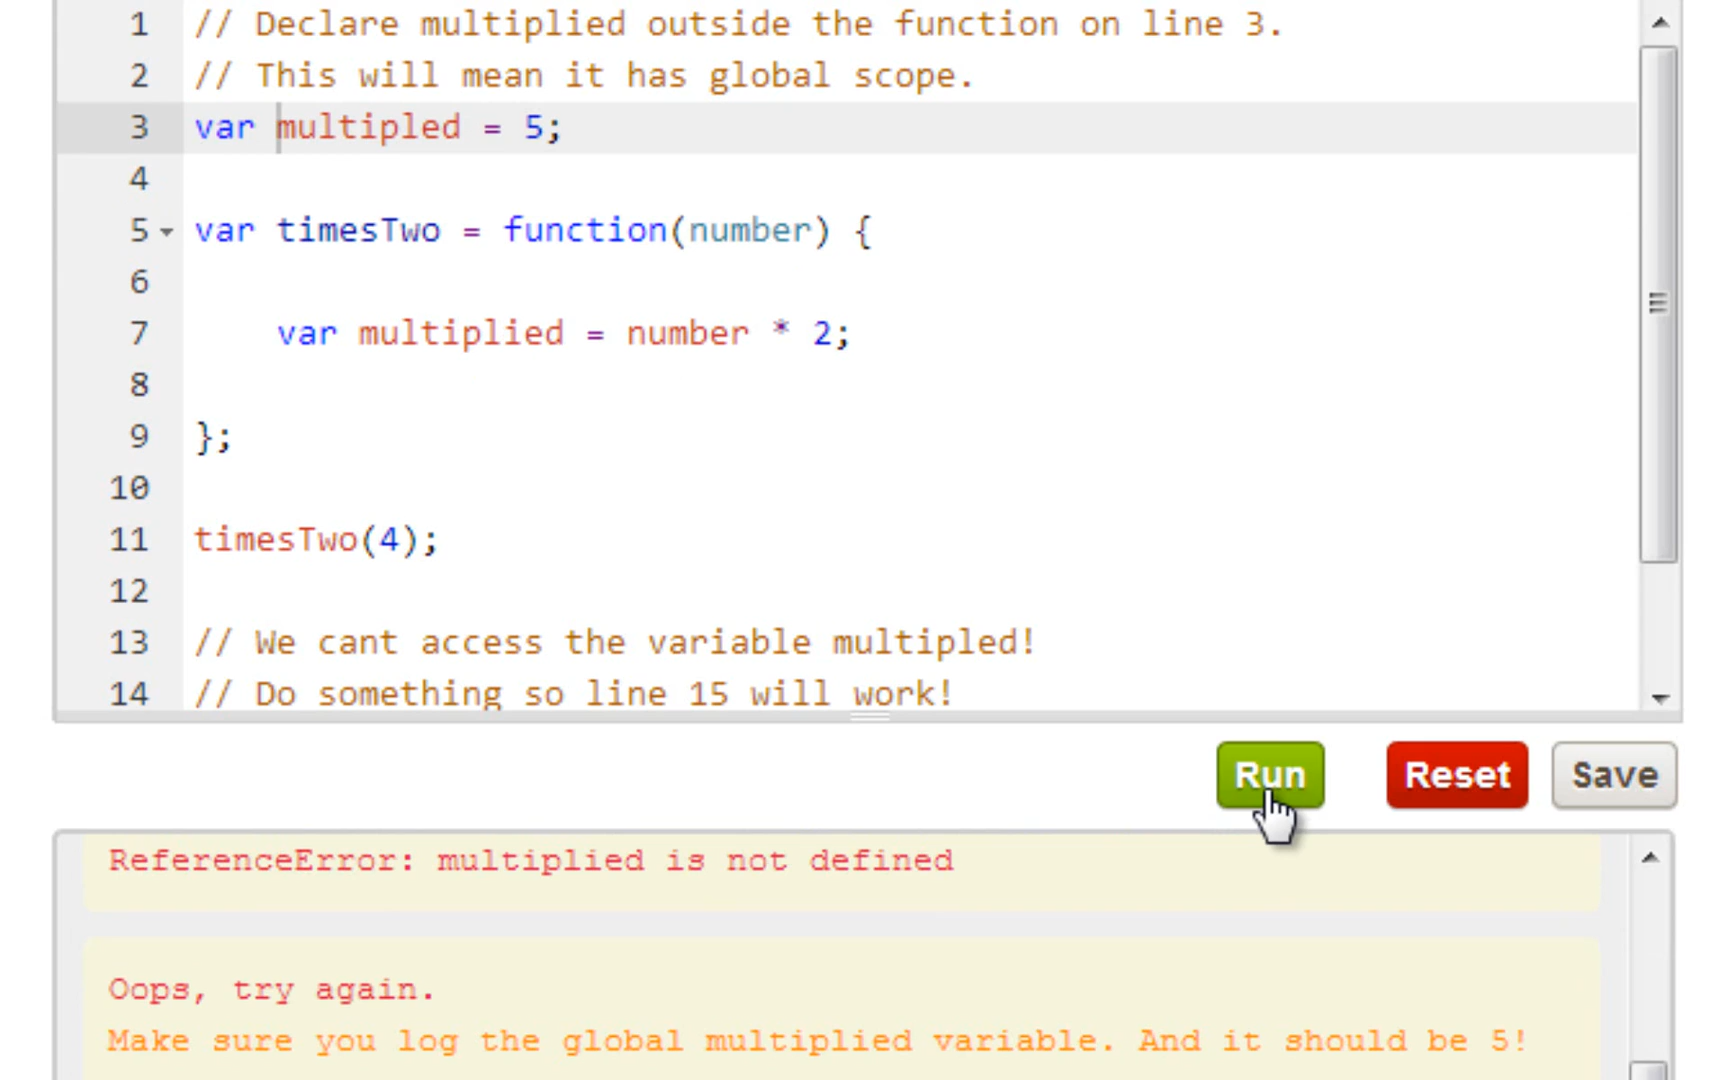 1 // Declare multiplied outside the function on line 3.
2 // This will mean it has global scope.
3 var multipled = 5;
4
5 var timesTwo = function(number) {
6
7 var multiplied = number * 2;
8
9 };
10
11 timesTwo(4);
12
13 // We cant access the variable multipled!
14 // Do something so line 15 will work!
Run Reset Save
ReferenceError: multiplied is not defined
Oops, try again.
Make sure you log the global multiplied variable. And it should be 5!